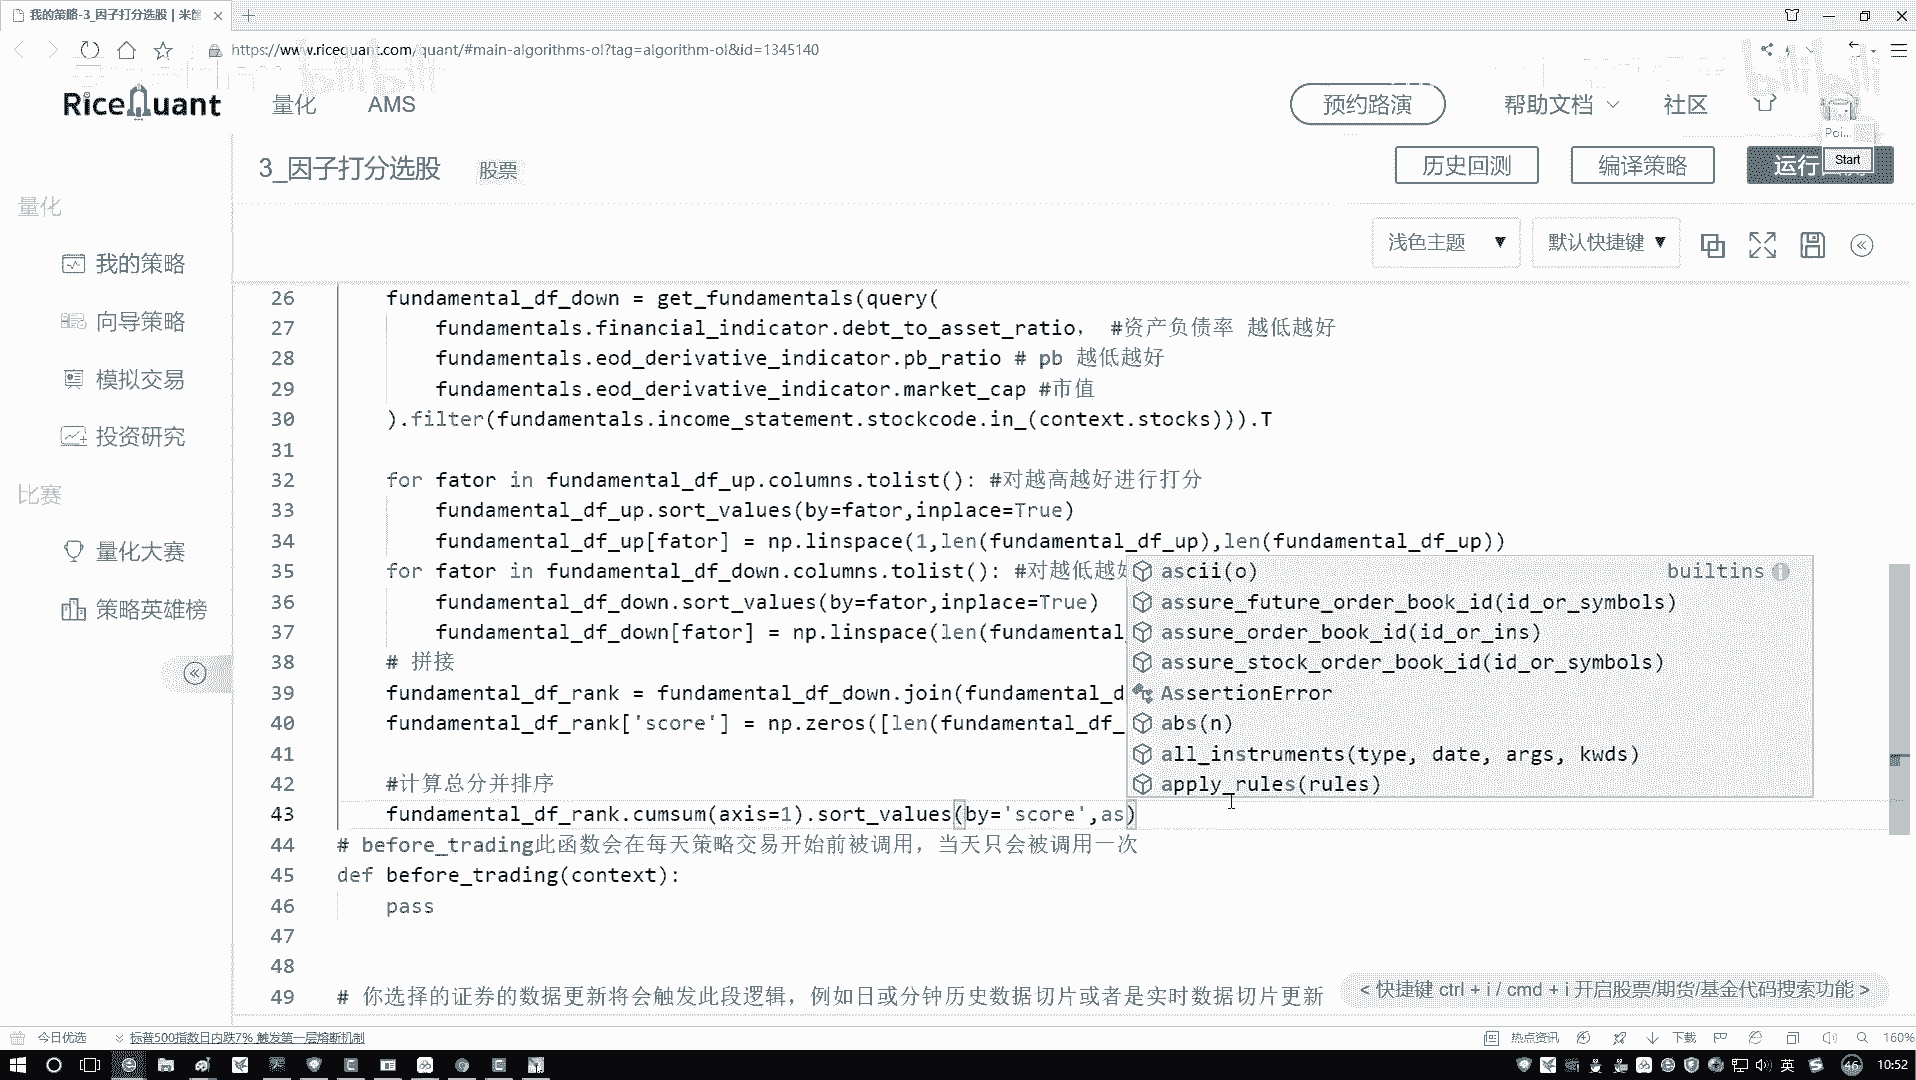 我的策略-3_因子打分选股 | 米筐
https://www.ricequant.com/quant/#main-algorithms-ol?tag=algorithm-ol&id=1345140
bilibili
bilibili
RiceQuant
量化
AMS
预约路演
帮助文档
社区
Poi...
Start
3_因子打分选股
股票
历史回测
编译策略
运行
量化
我的策略
向导策略
模拟交易
投资研究
比赛
量化大赛
策略英雄榜
浅色主题
默认快捷键
26 fundamental_df_down = get_fundamentals(query(
27 fundamentals.financial_indicator.debt_to_asset_ratio， #资产负债率 越低越好
28 fundamentals.eod_derivative_indicator.pb_ratio # pb 越低越好
29 fundamentals.eod_derivative_indicator.market_cap #市值
30 ).filter(fundamentals.income_statement.stockcode.in_(context.stocks))).T
31
32 for fator in fundamental_df_up.columns.tolist(): #对越高越好进行打分
33 fundamental_df_up.sort_values(by=fator,inplace=True)
34 fundamental_df_up[fator] = np.linspace(1,len(fundamental_df_up),len(fundamental_df_up))
35 for fator in fundamental_df_down.columns.tolist(): #对越低越
36 fundamental_df_down.sort_values(by=fator,inplace=True)
37 fundamental_df_down[fator] = np.linspace(len(fundamental
38 # 拼接
39 fundamental_df_rank = fundamental_df_down.join(fundamental_d
40 fundamental_df_rank['score'] = np.zeros([len(fundamental_df_
41
42 #计算总分并排序
43 fundamental_df_rank.cumsum(axis=1).sort_values(by='score',as)
44 # before_trading此函数会在每天策略交易开始前被调用，当天只会被调用一次
45 def before_trading(context):
46 pass
47
48
49 # 你选择的证券的数据更新将会触发此段逻辑，例如日或分钟历史数据切片或者是实时数据切片更新
ascii(o) builtins
assure_future_order_book_id(id_or_symbols)
assure_order_book_id(id_or_ins)
assure_stock_order_book_id(id_or_symbols)
AssertionError
abs(n)
all_instruments(type, date, args, kwds)
apply_rules(rules)
< 快捷键 ctrl + i / cmd + i 开启股票/期货/基金代码搜索功能 >
今日优选
标普500指数日内跌7% 触发第一层熔断机制
热点资讯
下载
160%
英
46
10:52